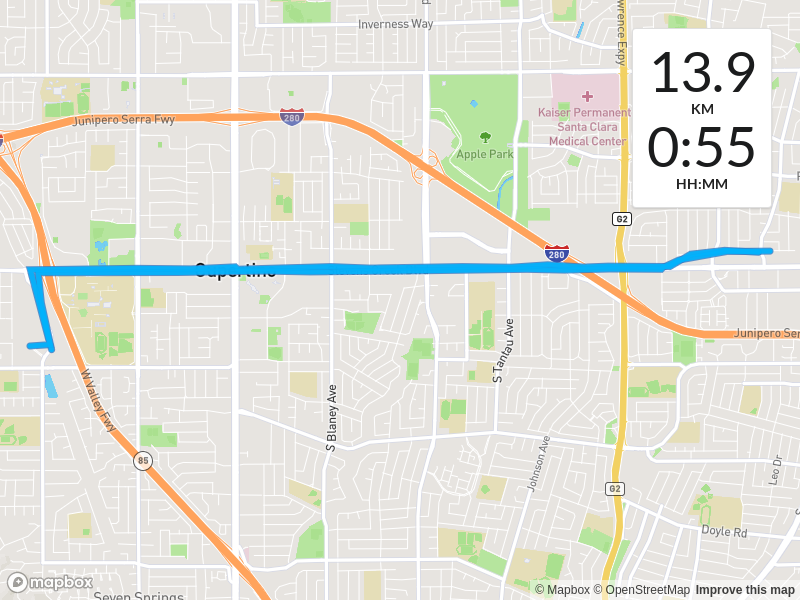 Inverness Way
Lawrence Expy
13.9
KM
0:55
HH:MM
Junipero Serra Fwy
280
Kaiser Permanent
Santa Clara
Medical Center
Apple Park
G2
280
Cupertino
Junipero Ser
S Tantau Ave
W Valley Fwy
S Blaney Ave
85
Johnson Ave
Leo Dr
G2
Doyle Rd
mapbox
Seven Springs
© Mapbox © OpenStreetMap Improve this map